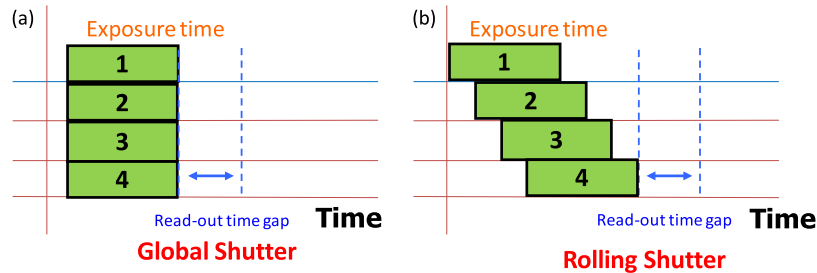 (a)
Exposure time
1
2
3
4
Read-out time gap
Time
Global Shutter
(b)
Exposure time
1
2
3
4
Read-out time gap
Time
Rolling Shutter